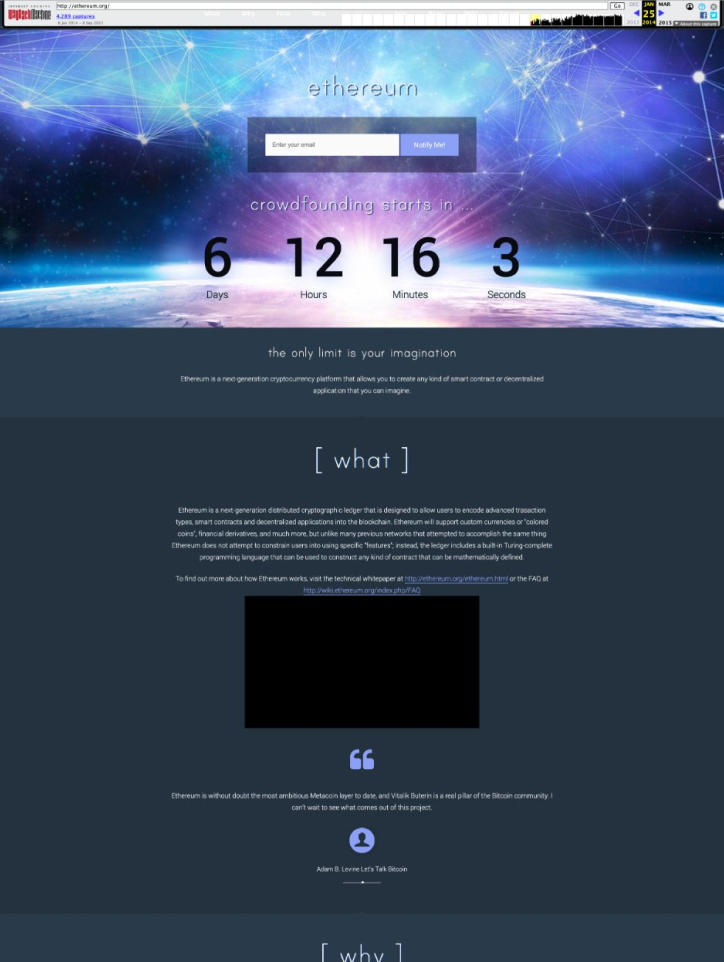 INTERNET ARCHIVE
WayBackMachine
http://ethereum.org/
Go
DEC JAN MAR
4,289 captures
25
2013 2014 2015
About this capture
ethereum
Enter your email
Notify Me!
crowdfounding starts in ...
6 12 16 3
Days Hours Minutes Seconds
the only limit is your imagination
Ethereum is a next-generation cryptocurrency platform that allows you to create any kind of smart contract or decentralized
application that you can imagine.
[ what ]
Ethereum is a next-generation distributed cryptographic ledger that is designed to allow users to encode advanced trasaction
types, smart contracts and decentralized applications into the blockchain. Ethereum will support custom currencies or "colored
coins", financial derivatives, and much more, but unlike many previous networks that attempted to accomplish the same thing
Ethereum does not attempt to constrain users into using specific "features"; instead, the ledger includes a built-in Turing-complete
programming language that can be used to construct any kind of contract that can be mathematically defined.
To find out more about how Ethereum works, visit the technical whitepaper at http://ethereum.org/ethereum.html or the FAQ at
http://wiki.ethereum.org/index.php/FAQ
Ethereum is without doubt the most ambitious Metacoin layer to date, and Vitalik Buterin is a real pillar of the Bitcoin community. I
can't wait to see what comes out of this project.
Adam B. Levine Let's Talk Bitcoin
[ why ]